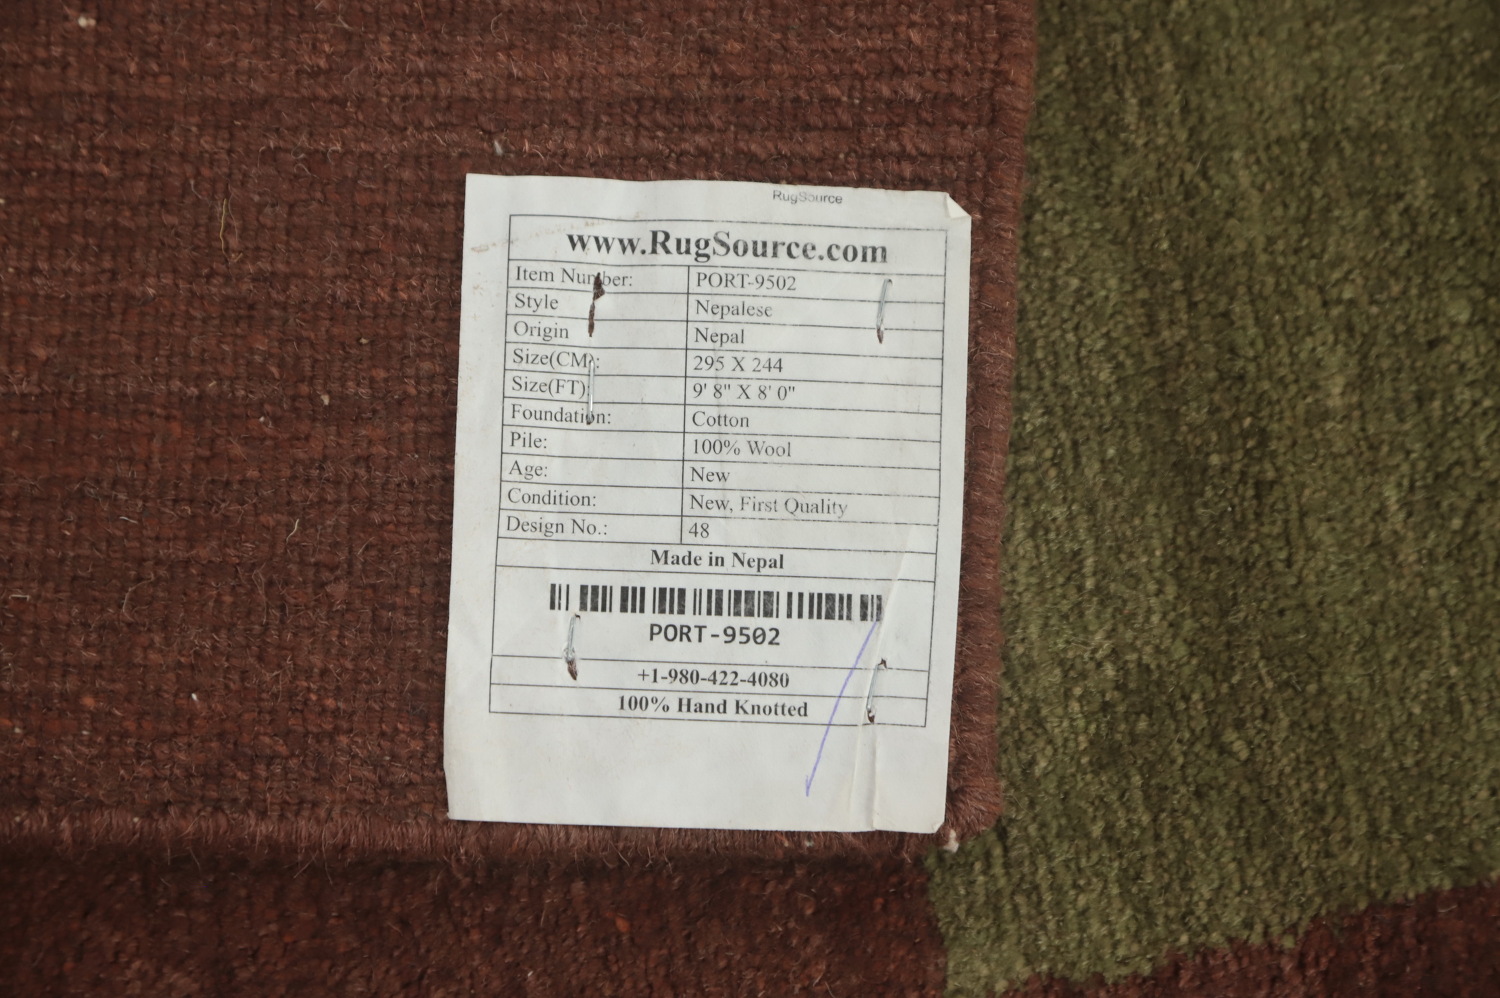 RugSource
www.RugSource.com
Item Number: PORT-9502
Style Nepalese
Origin Nepal
Size(CM): 295 X 244
Size(FT): 9' 8" X 8' 0"
Foundation: Cotton
Pile: 100% Wool
Age: New
Condition: New, First Quality
Design No.: 48
Made in Nepal
PORT-9502
+1-980-422-4080
100% Hand Knotted